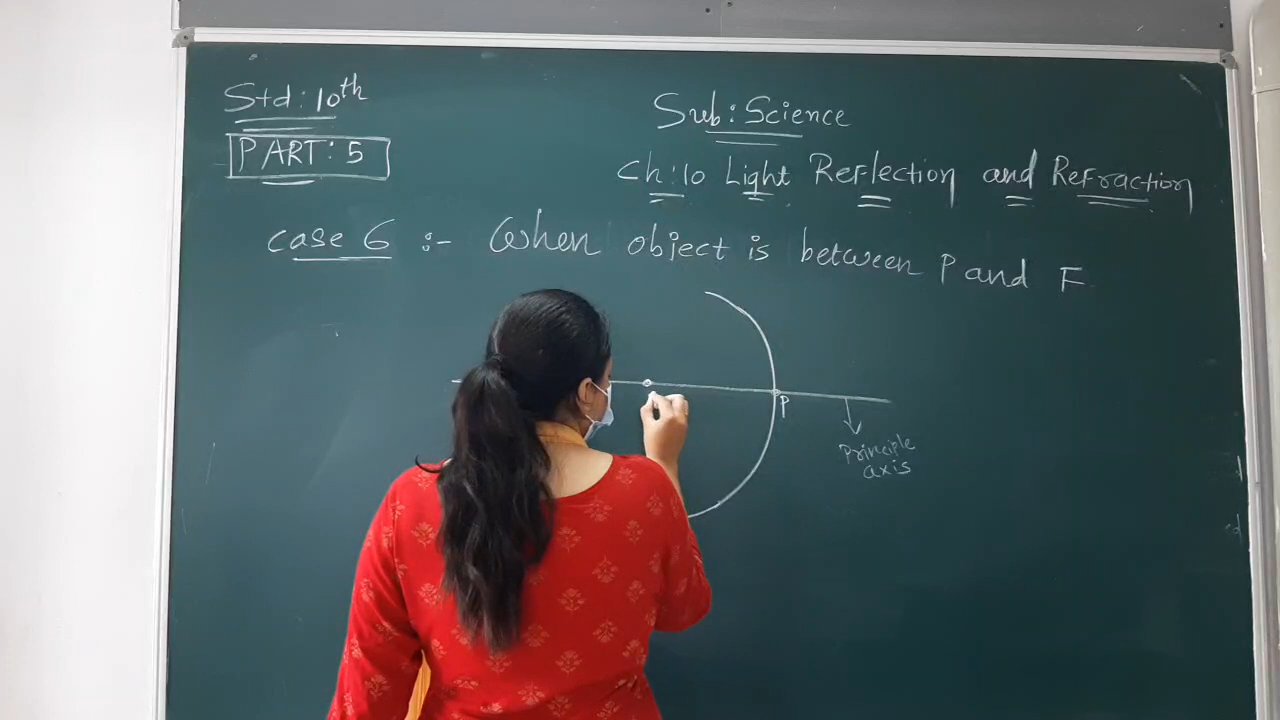 Std: 10th
PART: 5
Sub: Science
Ch: 10 Light Reflection and Refraction
case 6 :- When object is between P and F
P
Principle
axis